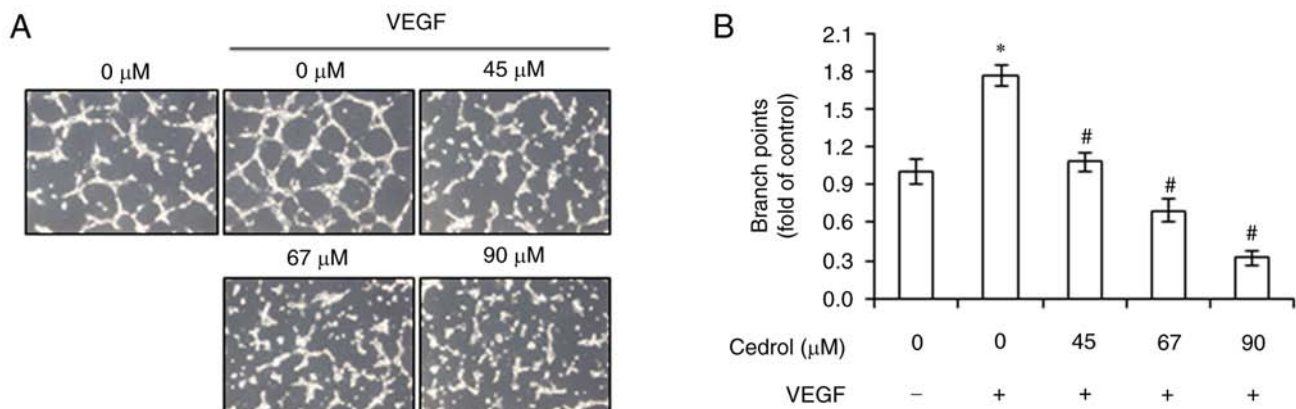 A
VEGF
0 μM
0 μM
45 μM
67 μM
90 μM
B
Branch points
(fold of control)
2.1
1.8
1.5
1.2
0.9
0.6
0.3
0.0
*
#
#
#
Cedrol (μM) 0 0 45 67 90
VEGF – + + + +